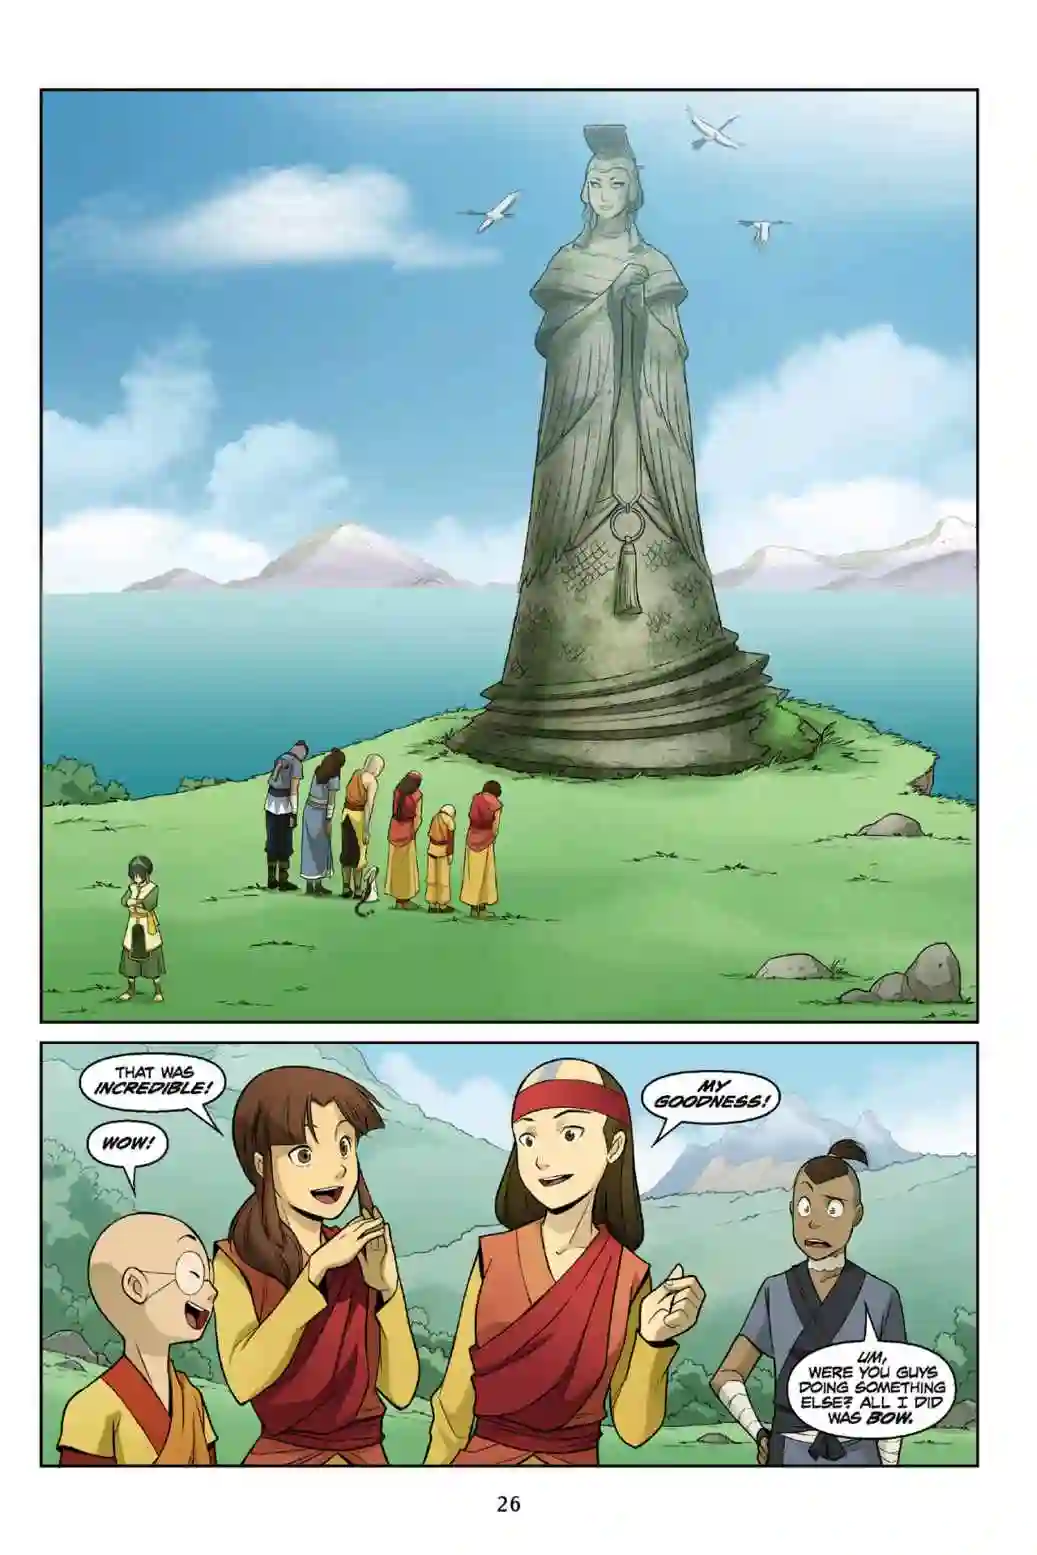 THAT WAS
INCREDIBLE!
WOW!
MY
GOODNESS!
UM,
WERE YOU GUYS
DOING SOMETHING
ELSE? ALL I DID
WAS BOW.
26